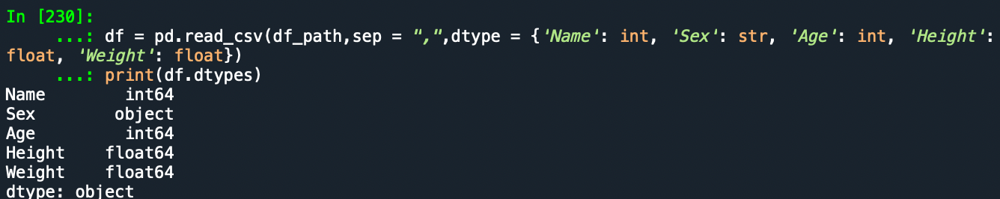 In [230]:
     ...: df = pd.read_csv(df_path,sep = ",",dtype = {'Name': int, 'Sex': str, 'Age': int, 'Height':
float, 'Weight': float})
     ...: print(df.dtypes)
Name        int64
Sex        object
Age         int64
Height    float64
Weight    float64
dtype: object